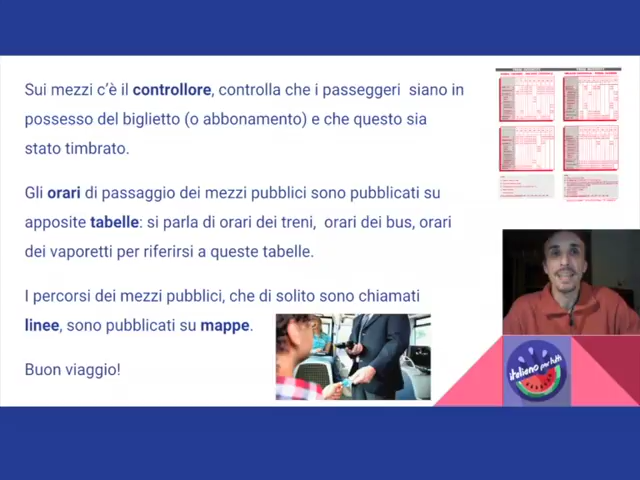 Sui mezzi c'è il controllore, controlla che i passeggeri siano in
possesso del biglietto (o abbonamento) e che questo sia
stato timbrato.
Gli orari di passaggio dei mezzi pubblici sono pubblicati su
apposite tabelle: si parla di orari dei treni, orari dei bus, orari
dei vaporetti per riferirsi a queste tabelle.
I percorsi dei mezzi pubblici, che di solito sono chiamati
linee, sono pubblicati su mappe.
Buon viaggio!
italiano per tutti